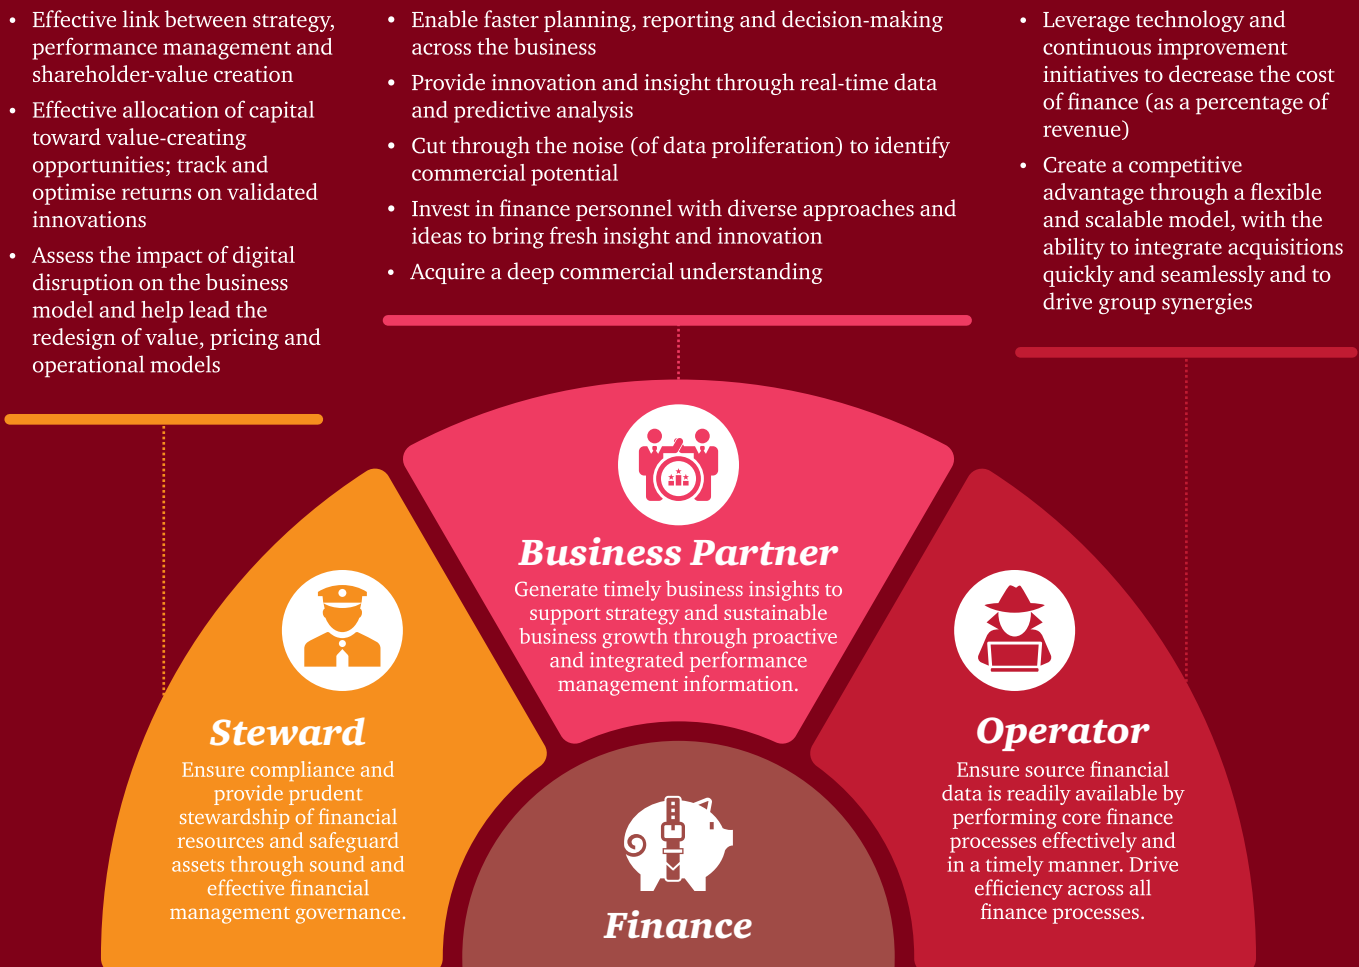 • Effective link between strategy,
performance management and
shareholder-value creation
• Effective allocation of capital
toward value-creating
opportunities; track and
optimise returns on validated
innovations
• Assess the impact of digital
disruption on the business
model and help lead the
redesign of value, pricing and
operational models
• Enable faster planning, reporting and decision-making
across the business
• Provide innovation and insight through real-time data
and predictive analysis
• Cut through the noise (of data proliferation) to identify
commercial potential
• Invest in finance personnel with diverse approaches and
ideas to bring fresh insight and innovation
• Acquire a deep commercial understanding
• Leverage technology and
continuous improvement
initiatives to decrease the cost
of finance (as a percentage of
revenue)
• Create a competitive
advantage through a flexible
and scalable model, with the
ability to integrate acquisitions
quickly and seamlessly and to
drive group synergies
Business Partner
Generate timely business insights to
support strategy and sustainable
business growth through proactive
and integrated performance
management information.
Steward
Ensure compliance and
provide prudent
stewardship of financial
resources and safeguard
assets through sound and
effective financial
management governance.
Operator
Ensure source financial
data is readily available by
performing core finance
processes effectively and
in a timely manner. Drive
efficiency across all
finance processes.
Finance